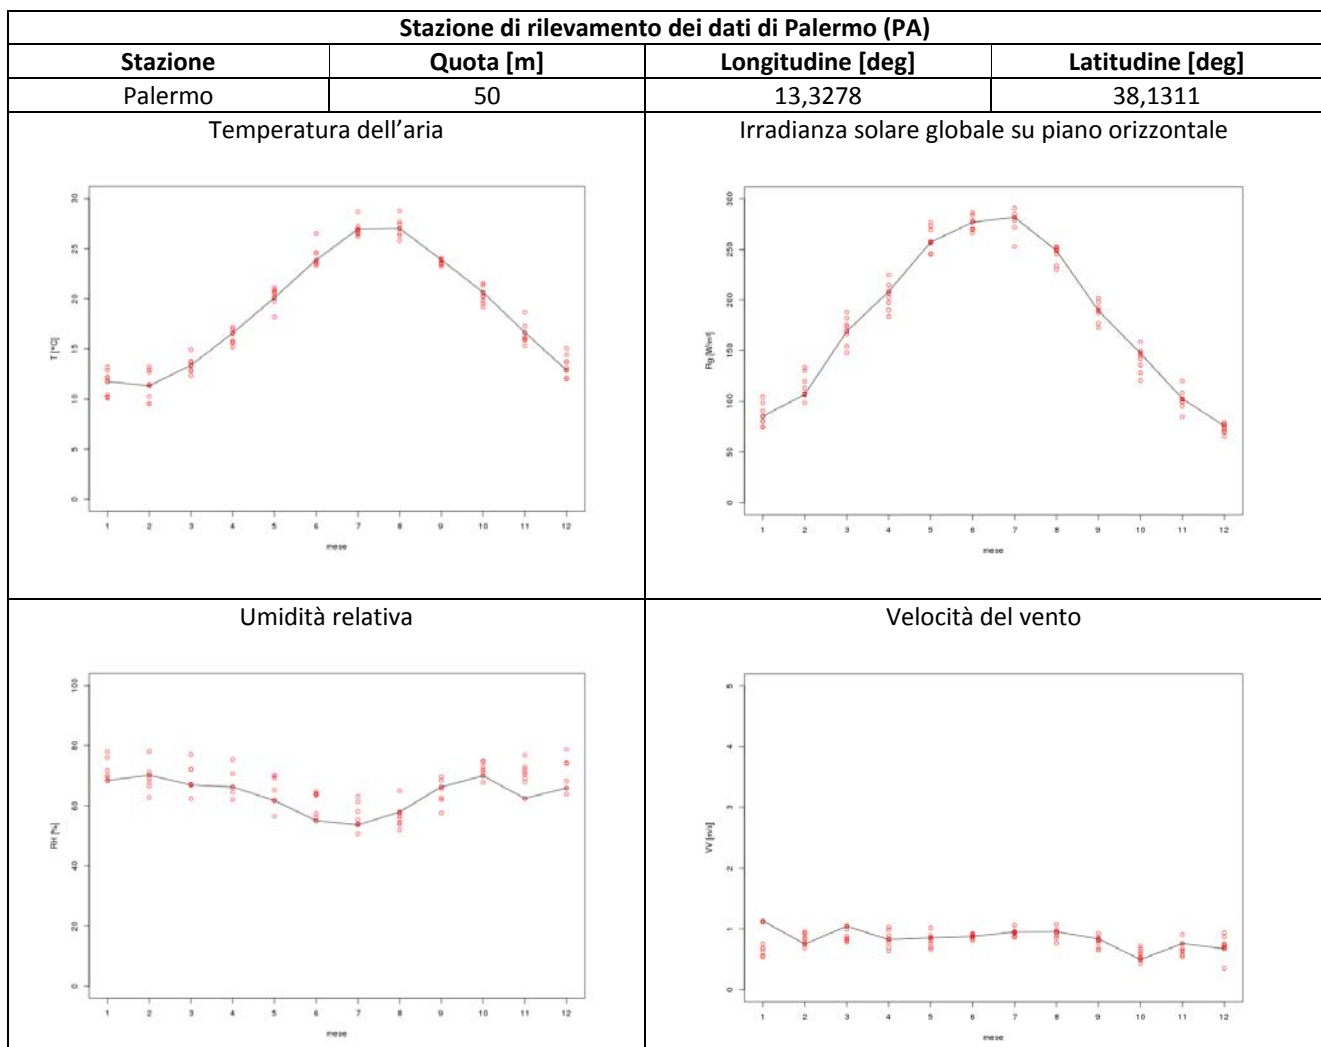 Stazione di rilevamento dei dati di Palermo (PA)
Stazione Quota [m] Longitudine [deg] Latitudine [deg]
Palermo 50 13,3278 38,1311
Temperatura dell'aria
T [°C]
30
25
20
15
10
5
0
1 2 3 4 5 6 7 8 9 10 11 12
mese
Irradianza solare globale su piano orizzontale
Rg [W/m²]
300
250
200
150
100
50
0
1 2 3 4 5 6 7 8 9 10 11 12
mese
Umidità relativa
RH [%]
100
80
60
40
20
0
1 2 3 4 5 6 7 8 9 10 11 12
mese
Velocità del vento
VV [m/s]
5
4
3
2
1
0
1 2 3 4 5 6 7 8 9 10 11 12
mese